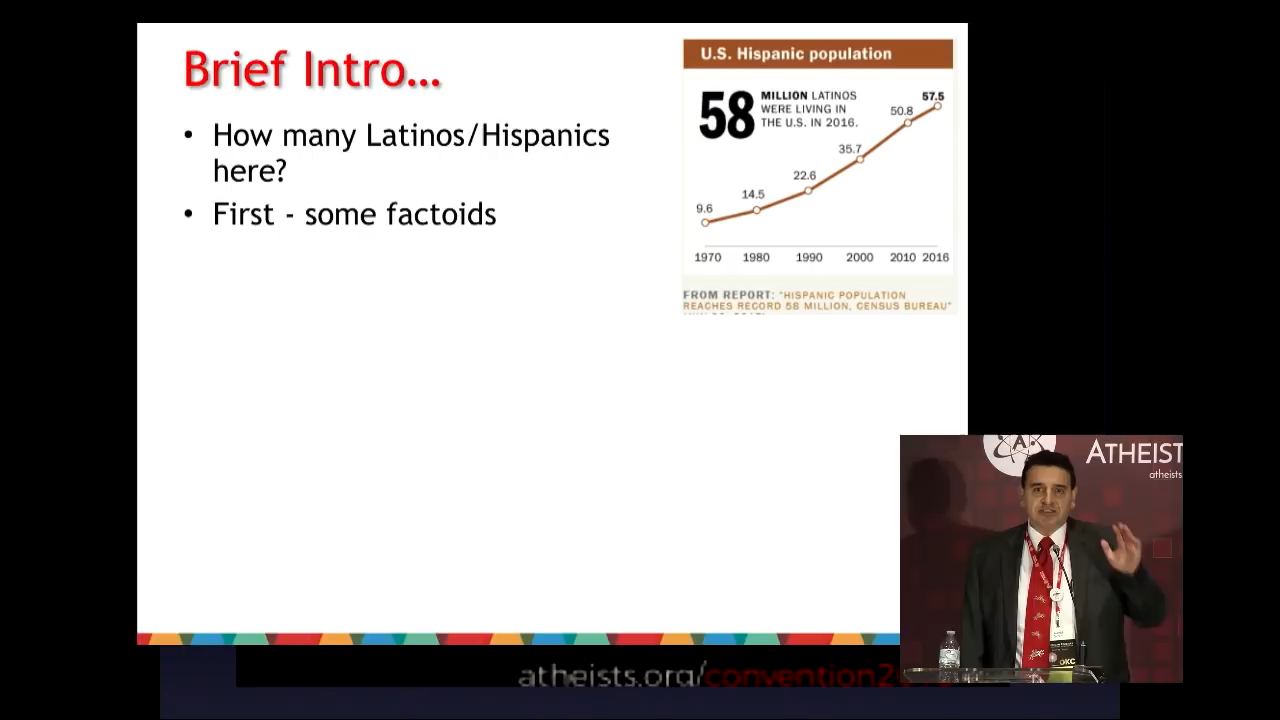 Brief Intro…
• How many Latinos/Hispanics
here?
• First - some factoids
U.S. Hispanic population
58
MILLION LATINOS
WERE LIVING IN
THE U.S. IN 2016.
57.5
50.8
35.7
22.6
14.5
9.6
1970 1980 1990 2000 2010 2016
FROM REPORT: "HISPANIC POPULATION
REACHES RECORD 58 MILLION, CENSUS BUREAU"
A
ATHEIST
atheists
OKC
atheists.org/convention2